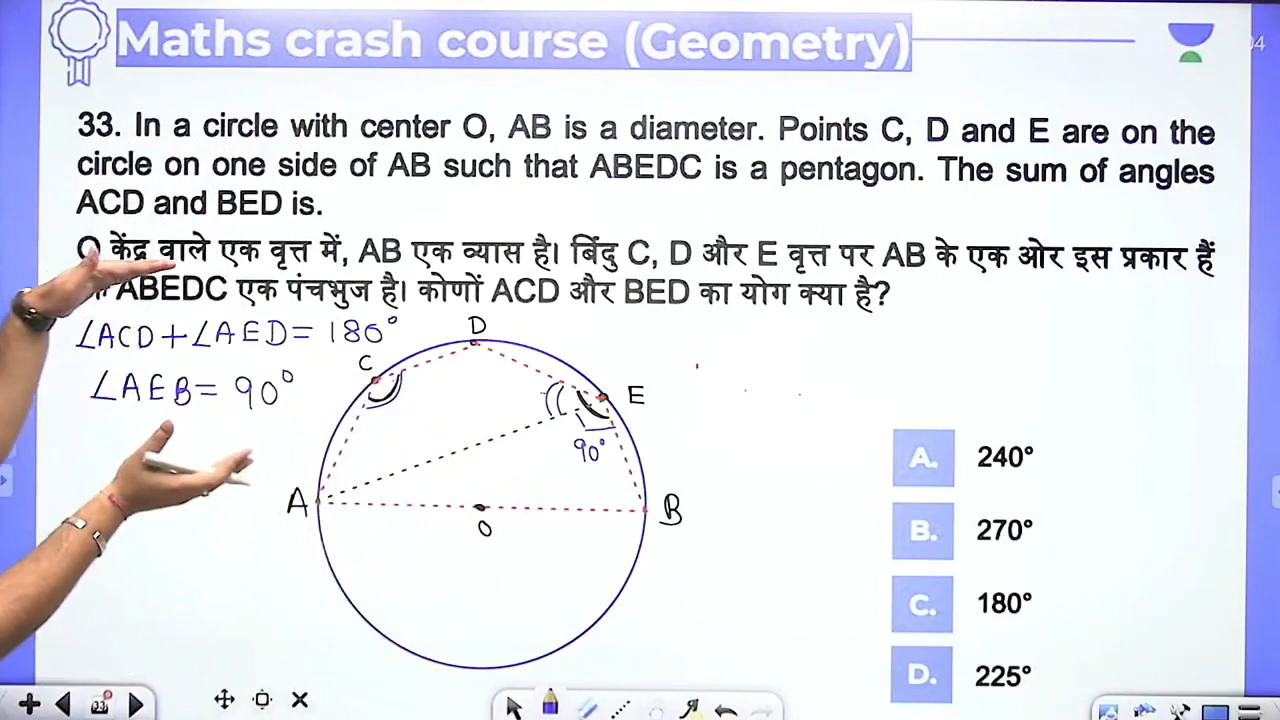 Maths crash course (Geometry)
04
33. In a circle with center O, AB is a diameter. Points C, D and E are on the
circle on one side of AB such that ABEDC is a pentagon. The sum of angles
ACD and BED is.
O केंद्र वाले एक वृत्त में, AB एक व्यास है। बिंदु C, D और E वृत्त पर AB के एक ओर इस प्रकार हैं
ABEDC एक पंचभुज है। कोणों ACD और BED का योग क्या है?
∠ACD+∠AED=180°
∠AEB=90°
D
C
E
90°
A
B
O
A. 240°
B. 270°
C. 180°
D. 225°
33